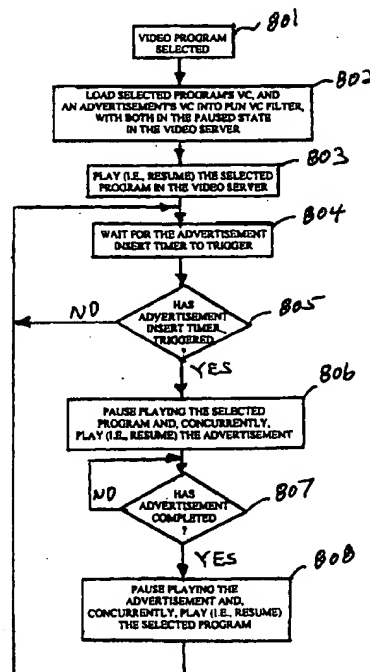 801
VIDEO PROGRAM
SELECTED
802
LOAD SELECTED PROGRAM'S VC, AND
AN ADVERTISEMENT'S VC INTO PUN VC FILTER,
WITH BOTH IN THE PAUSED STATE
IN THE VIDEO SERVER
803
PLAY (I.E., RESUME) THE SELECTED
PROGRAM IN THE VIDEO SERVER
804
WAIT FOR THE ADVERTISEMENT
INSERT TIMER TO TRIGGER
805
HAS
ADVERTISEMENT
INSERT TIMER
TRIGGERED
?
NO
YES
806
PAUSE PLAYING THE SELECTED
PROGRAM AND, CONCURRENTLY,
PLAY (I.E., RESUME) THE ADVERTISEMENT
807
HAS
ADVERTISEMENT
COMPLETED
?
NO
YES
808
PAUSE PLAYING THE
ADVERTISEMENT AND,
CONCURRENTLY, PLAY (I.E., RESUME)
THE SELECTED PROGRAM